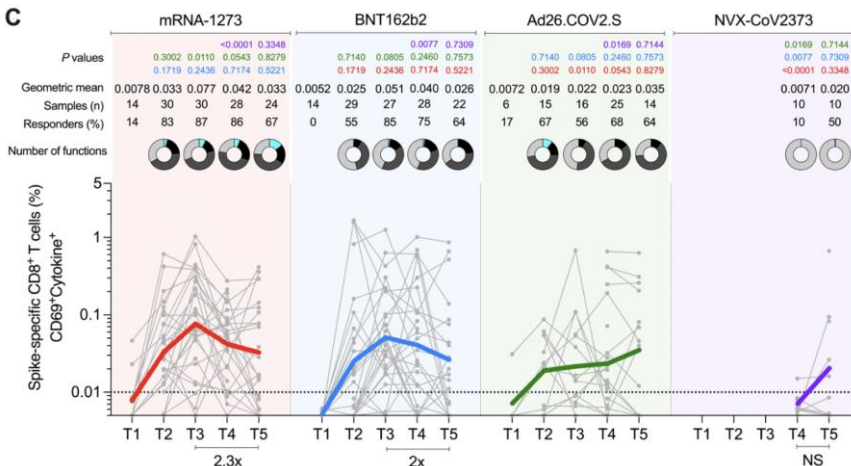 C
mRNA-1273 BNT162b2 Ad26.COV2.S NVX-CoV2373
<0.0001 0.3348 0.0077 0.7309 0.0169 0.7144 0.0169 0.7144
P values 0.3002 0.0110 0.0543 0.8279 0.7140 0.0805 0.2460 0.7573 0.7140 0.0805 0.2460 0.7573 0.0077 0.7309
0.1719 0.2436 0.7174 0.5221 0.1719 0.2436 0.7174 0.5221 0.3002 0.0110 0.0543 0.8279 <0.0001 0.3348
Geometric mean 0.0078 0.033 0.077 0.042 0.033 0.0052 0.025 0.051 0.040 0.026 0.0072 0.019 0.022 0.023 0.035 0.0071 0.020
Samples (n) 14 30 30 28 24 14 29 27 28 22 6 15 16 25 14 10 10
Responders (%) 14 83 87 86 67 0 55 85 75 64 17 67 56 68 64 10 50
Number of functions
Spike-specific CD8+ T cells (%)
CD69+Cytokine+
5
1
0.1
0.01
T1 T2 T3 T4 T5 T1 T2 T3 T4 T5 T1 T2 T3 T4 T5 T1 T2 T3 T4 T5
2.3x 2x NS